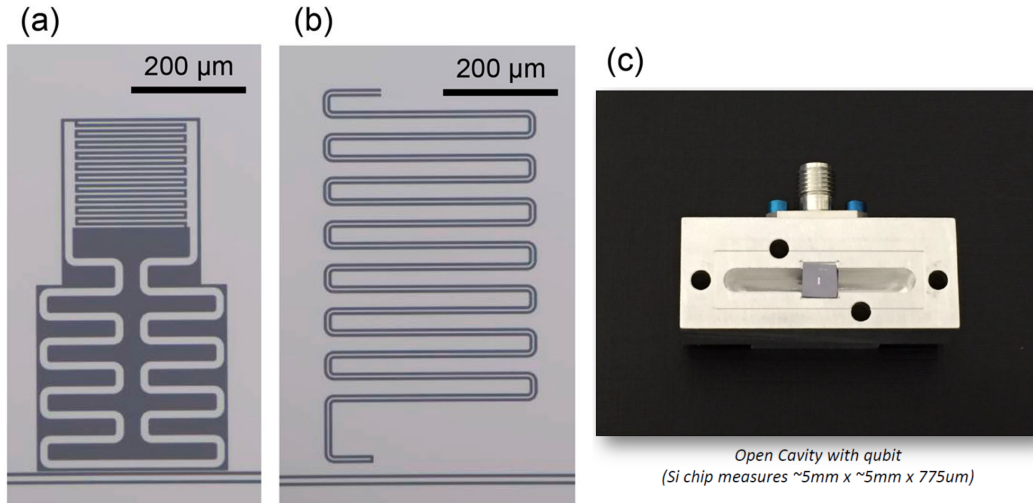 (a)
200 μm
(b)
200 μm
(c)
Open Cavity with qubit
(Si chip measures ~5mm x ~5mm x 775um)